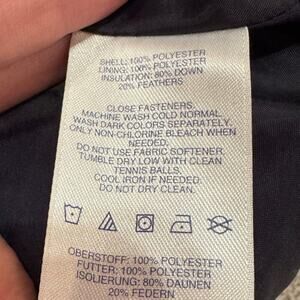 SHELL: 100% POLYESTER
LINING: 100% POLYESTER
INSULATION: 80% DOWN
20% FEATHERS
CLOSE FASTENERS.
MACHINE WASH COLD NORMAL.
WASH DARK COLORS SEPARATELY.
ONLY NON-CHLORINE BLEACH WHEN
NEEDED.
DO NOT USE FABRIC SOFTENER.
TUMBLE DRY LOW WITH CLEAN
TENNIS BALLS.
COOL IRON IF NEEDED.
DO NOT DRY CLEAN.
OBERSTOFF: 100% POLYESTER
FUTTER: 100% POLYESTER
ISOLIERUNG: 80% DAUNEN
20% FEDERN